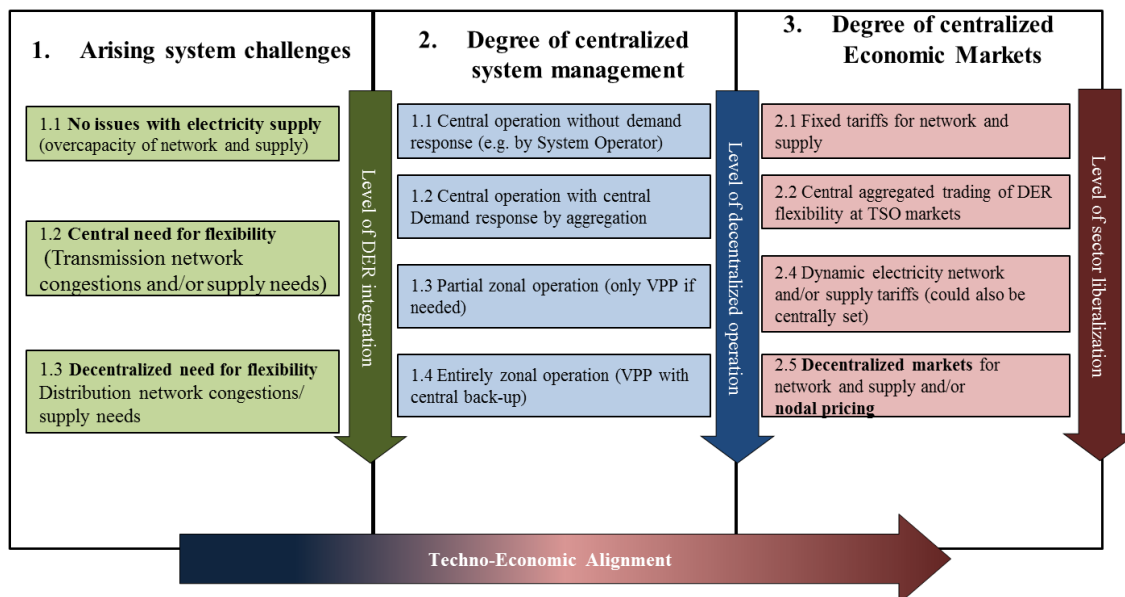 1. Arising system challenges
1.1 No issues with electricity supply
(overcapacity of network and supply)
1.2 Central need for flexibility
(Transmission network
congestions and/or supply needs)
1.3 Decentralized need for flexibility
Distribution network congestions/
supply needs
Level of DER integration
2. Degree of centralized
system management
1.1 Central operation without demand
response (e.g. by System Operator)
1.2 Central operation with central
Demand response by aggregation
1.3 Partial zonal operation (only VPP if
needed)
1.4 Entirely zonal operation (VPP with
central back-up)
Level of decentralized operation
3. Degree of centralized
Economic Markets
2.1 Fixed tariffs for network and
supply
2.2 Central aggregated trading of DER
flexibility at TSO markets
2.4 Dynamic electricity network
and/or supply tariffs (could also be
centrally set)
2.5 Decentralized markets for
network and supply and/or
nodal pricing
Level of sector liberalization
Techno-Economic Alignment